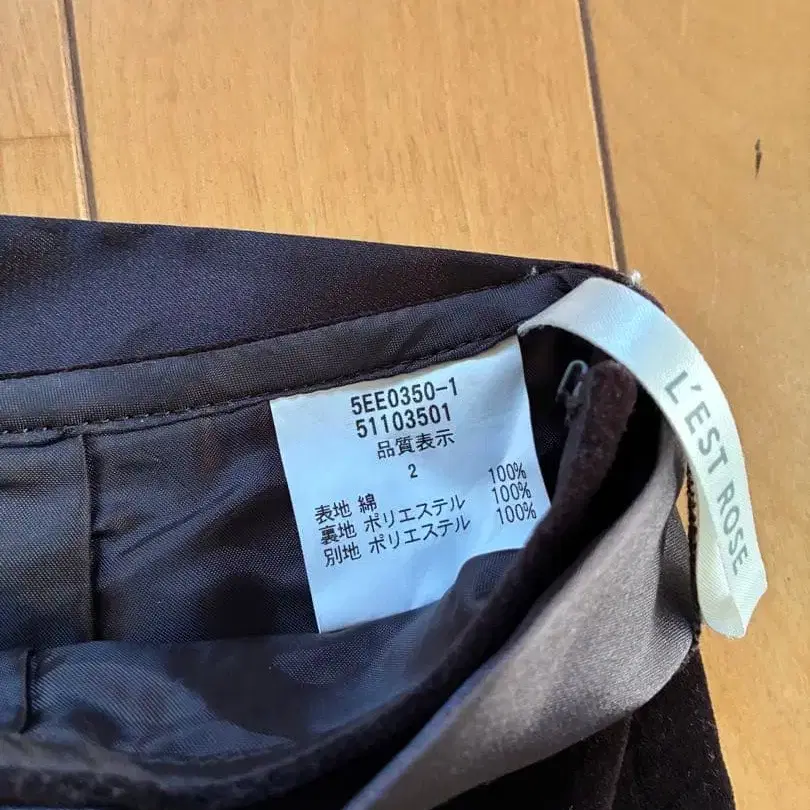 5EE0350-1
51103501
品質表示
2
表地 綿 100%
裏地 ポリエステル 100%
別地 ポリエステル 100%
L'EST ROSE